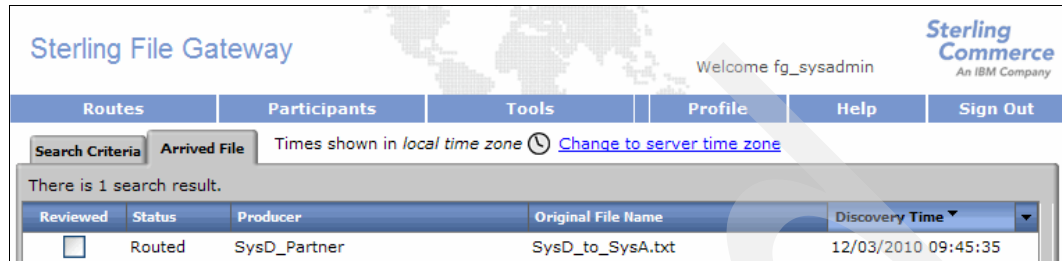 Sterling File Gateway
Welcome fg_sysadmin
Sterling
Commerce
An IBM Company
Routes Participants Tools Profile Help Sign Out
Search Criteria Arrived File Times shown in local time zone Change to server time zone
There is 1 search result.
Reviewed Status Producer Original File Name Discovery Time
Routed SysD_Partner SysD_to_SysA.txt 12/03/2010 09:45:35